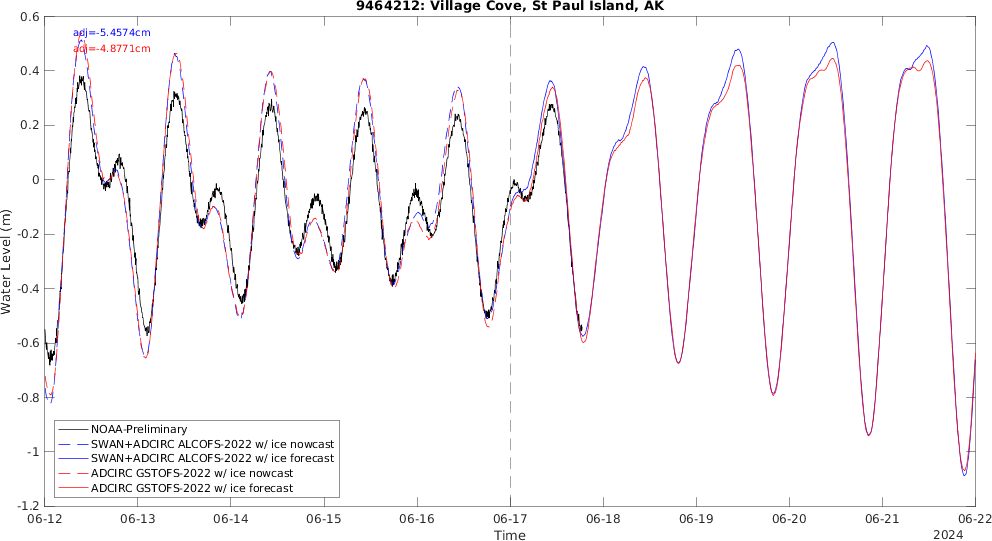 9464212: Village Cove, St Paul Island, AK
adj=-5.4574cm
adj=-4.8771cm
Water Level (m)
0.6
0.4
0.2
0
-0.2
-0.4
-0.6
-0.8
-1
-1.2
NOAA-Preliminary
SWAN+ADCIRC ALCOFS-2022 w/ ice nowcast
SWAN+ADCIRC ALCOFS-2022 w/ ice forecast
ADCIRC GSTOFS-2022 w/ ice nowcast
ADCIRC GSTOFS-2022 w/ ice forecast
06-12 06-13 06-14 06-15 06-16 06-17 06-18 06-19 06-20 06-21 06-22
Time
2024